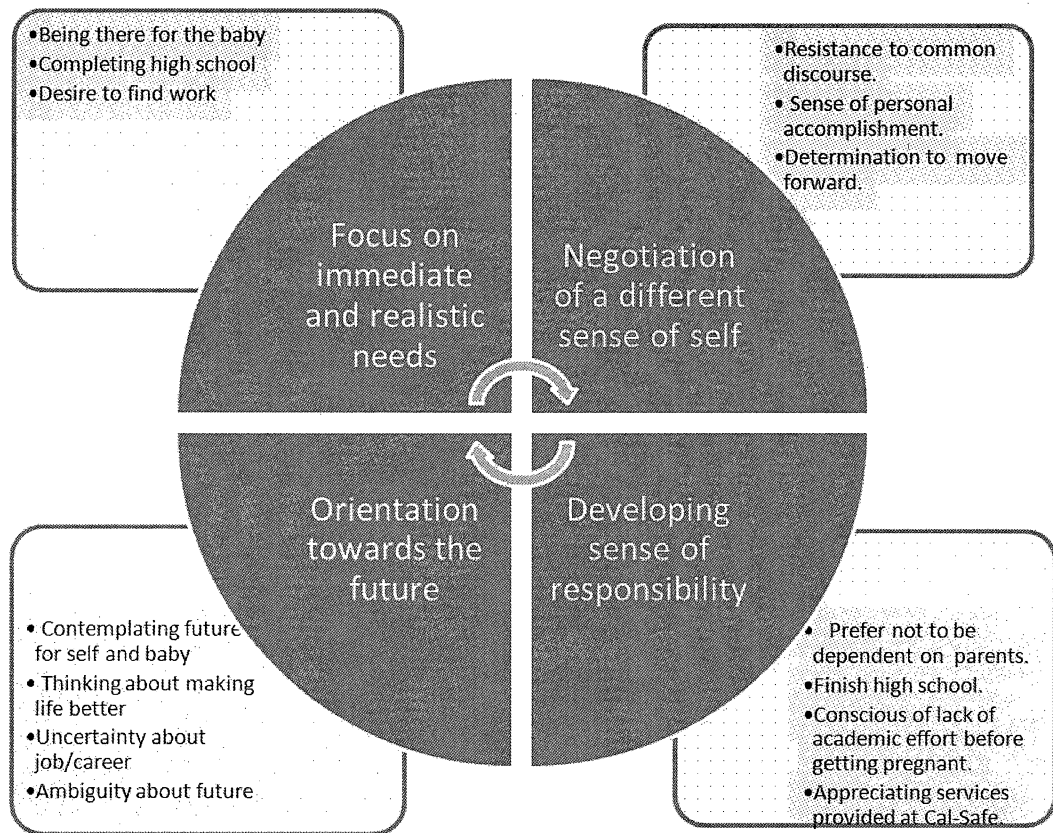 •Being there for the baby
•Completing high school
•Desire to find work
•Resistance to common
discourse.
• Sense of personal
accomplishment.
•Determination to move
forward.
Focus on
immediate
and realistic
needs
Negotiation
of a different
sense of self
Orientation
towards the
future
Developing
sense of
responsibility
• Contemplating future
for self and baby
• Thinking about making
life better
•Uncertainty about
job/career
•Ambiguity about future
• Prefer not to be
dependent on parents.
•Finish high school.
•Conscious of lack of
academic effort before
getting pregnant.
•Appreciating services
provided at Cal-Safe.